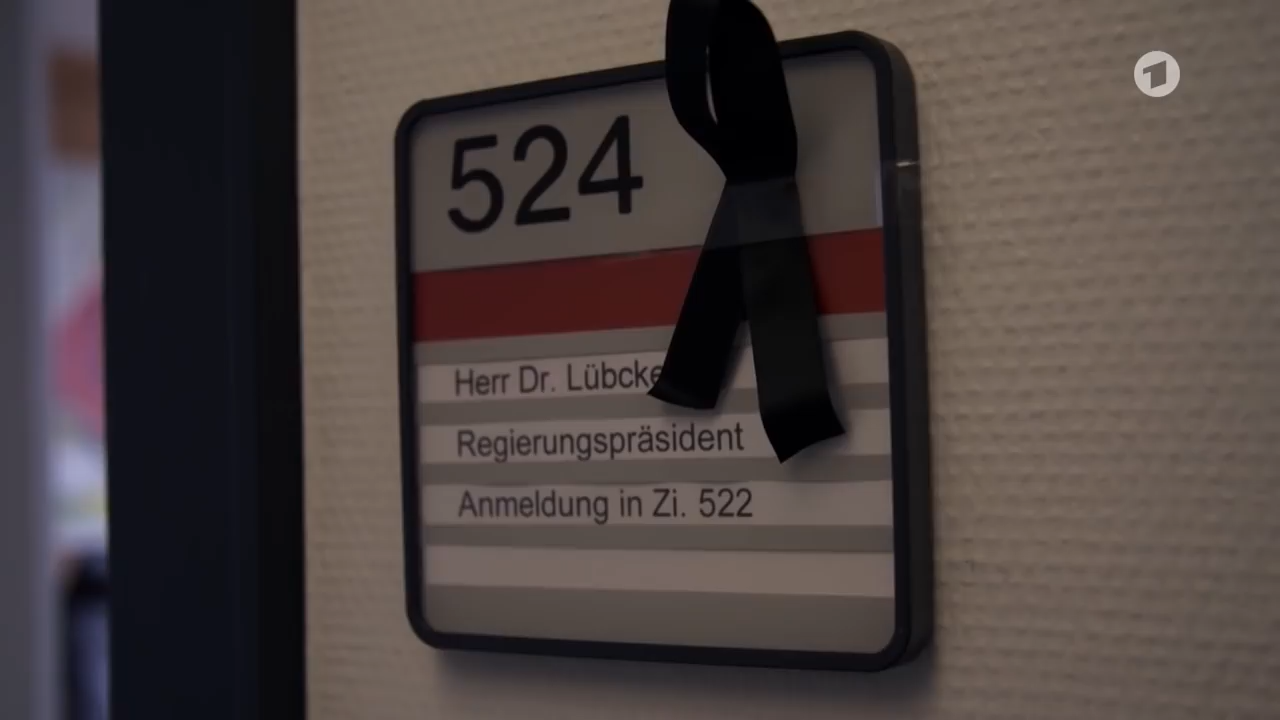 524
Herr Dr. Lübcke
Regierungspräsident
Anmeldung in Zi. 522